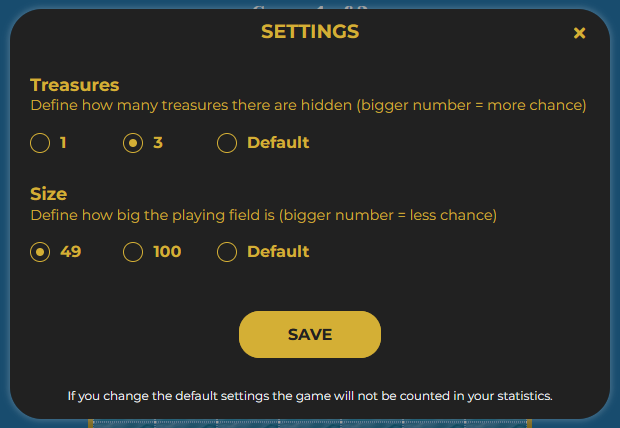 SETTINGS
×
Treasures
Define how many treasures there are hidden (bigger number = more chance)
1 3 Default
Size
Define how big the playing field is (bigger number = less chance)
49 100 Default
SAVE
If you change the default settings the game will not be counted in your statistics.